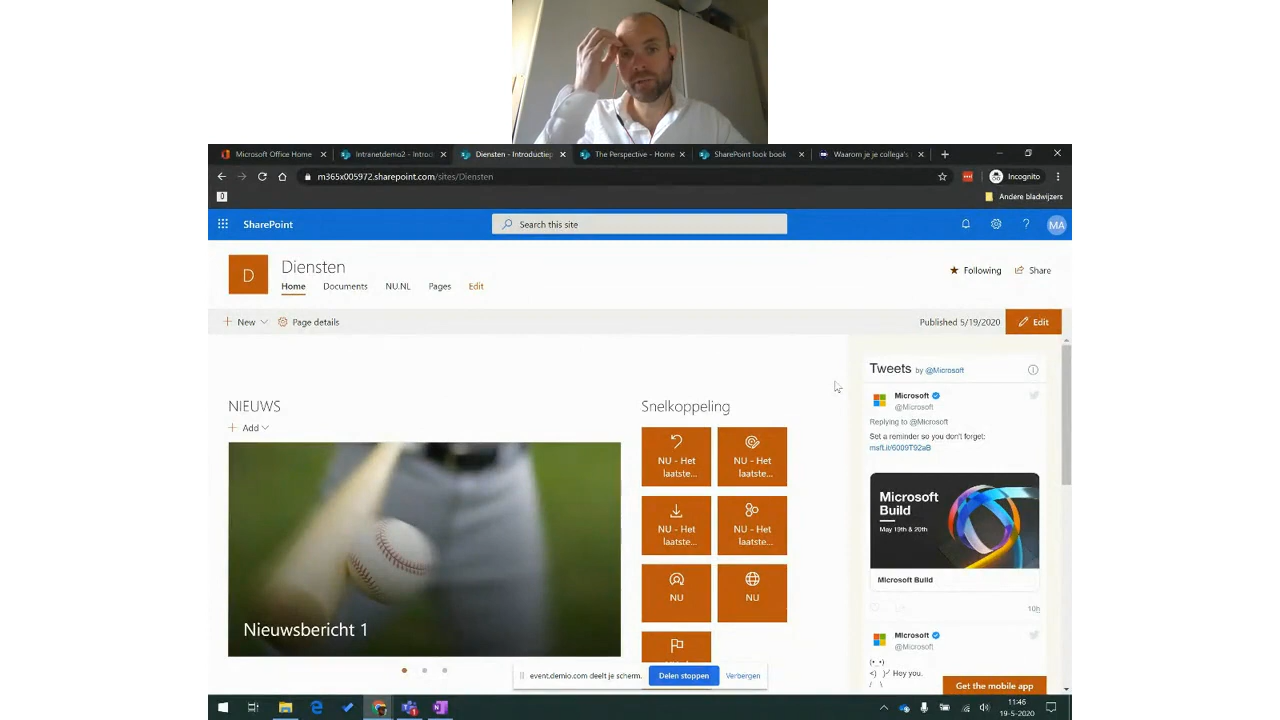 Microsoft Office Home
Intranetdemo2 - Introd
Diensten - Introductiep
The Perspective - Home
SharePoint look book
Waarom je je collega's
m365x005972.sharepoint.com/sites/Diensten
Incognito
0
Andere bladwijzers
SharePoint
Search this site
MA
D
Diensten
Following
Share
Home
Documents
NU.NL
Pages
Edit
New
Page details
Published 5/19/2020
Edit
Tweets by @Microsoft
Microsoft
@Microsoft
Replying to @Microsoft
Set a reminder so you don't forget:
msft.it/6009T92aB
Microsoft
Build
May 19th & 20th
Microsoft Build
10h
Microsoft
@Microsoft
(•_•)
<) )╯ Hey you.
/ \
NIEUWS
Add
Nieuwsbericht 1
Snelkoppeling
NU - Het
laatste...
NU - Het
laatste...
NU - Het
laatste...
NU - Het
laatste...
NU
NU
event.demio.com deelt je scherm.
Delen stoppen
Verbergen
Get the mobile app
11:46
19-5-2020